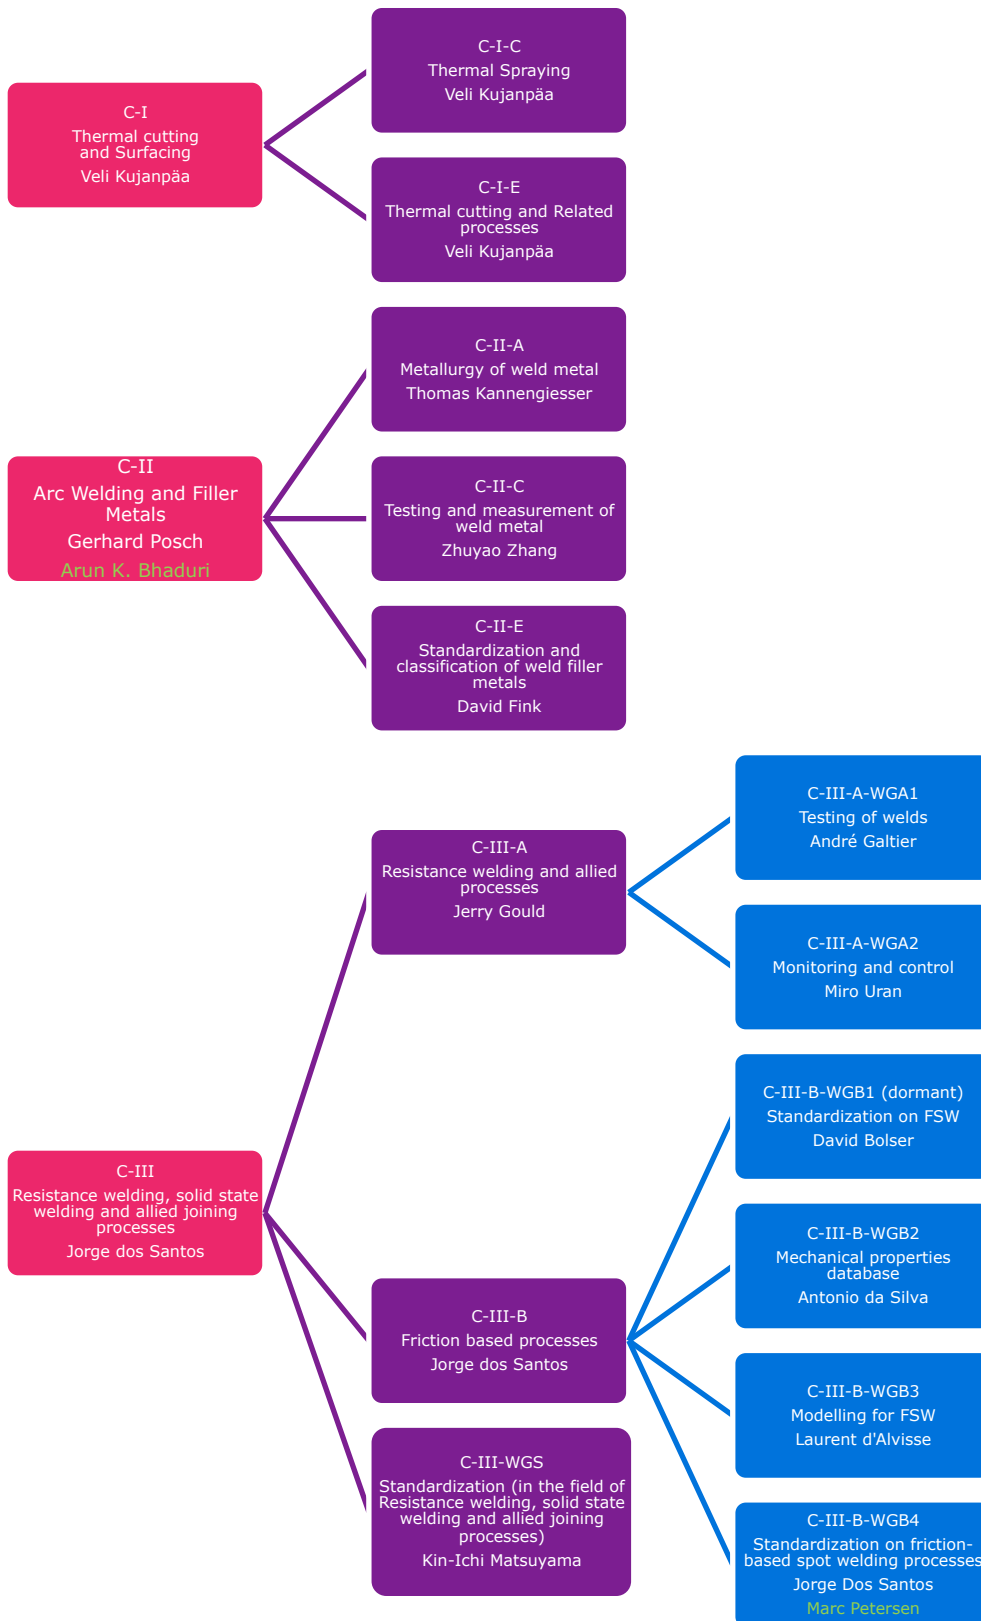 C-I
Thermal cutting
and Surfacing
Veli Kujanpäa
C-I-C
Thermal Spraying
Veli Kujanpäa
C-I-E
Thermal cutting and Related
processes
Veli Kujanpäa
C-II
Arc Welding and Filler
Metals
Gerhard Posch
Arun K. Bhaduri
C-II-A
Metallurgy of weld metal
Thomas Kannengiesser
C-II-C
Testing and measurement of
weld metal
Zhuyao Zhang
C-II-E
Standardization and
classification of weld filler
metals
David Fink
C-III
Resistance welding, solid state
welding and allied joining
processes
Jorge dos Santos
C-III-A
Resistance welding and allied
processes
Jerry Gould
C-III-A-WGA1
Testing of welds
André Galtier
C-III-A-WGA2
Monitoring and control
Miro Uran
C-III-B
Friction based processes
Jorge dos Santos
C-III-B-WGB1 (dormant)
Standardization on FSW
David Bolser
C-III-B-WGB2
Mechanical properties
database
Antonio da Silva
C-III-B-WGB3
Modelling for FSW
Laurent d'Alvisse
C-III-B-WGB4
Standardization on friction-
based spot welding processes
Jorge Dos Santos
Marc Petersen
C-III-WGS
Standardization (in the field of
Resistance welding, solid state
welding and allied joining
processes)
Kin-Ichi Matsuyama